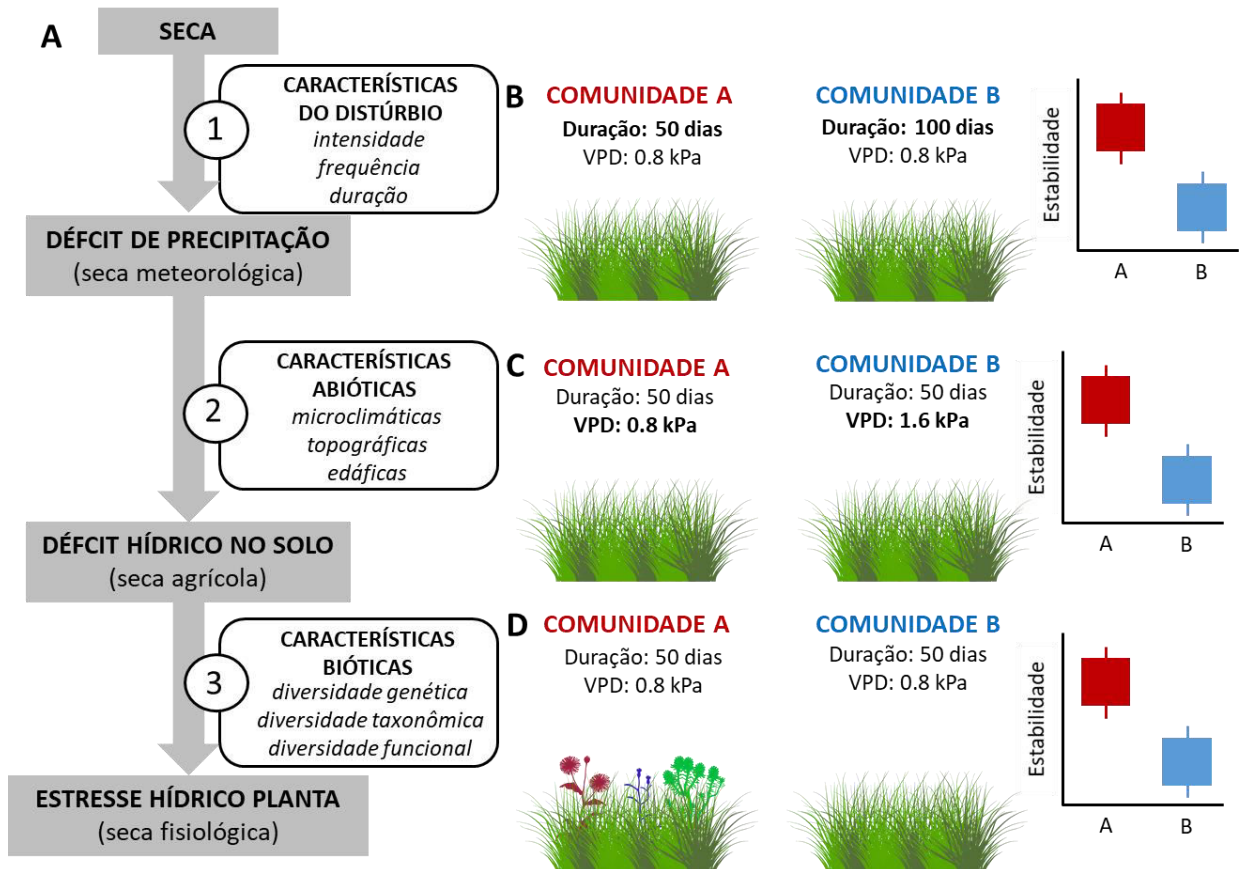 A
SECA
1
CARACTERÍSTICAS
DO DISTÚRBIO
intensidade
frequência
duração
DÉFCIT DE PRECIPITAÇÃO
(seca meteorológica)
2
CARACTERÍSTICAS
ABIÓTICAS
microclimáticas
topográficas
edáficas
DÉFCIT HÍDRICO NO SOLO
(seca agrícola)
3
CARACTERÍSTICAS
BIÓTICAS
diversidade genética
diversidade taxonômica
diversidade funcional
ESTRESSE HÍDRICO PLANTA
(seca fisiológica)
B
COMUNIDADE A
Duração: 50 dias
VPD: 0.8 kPa
COMUNIDADE B
Duração: 100 dias
VPD: 0.8 kPa
Estabilidade
A
B
C
COMUNIDADE A
Duração: 50 dias
VPD: 0.8 kPa
COMUNIDADE B
Duração: 50 dias
VPD: 1.6 kPa
Estabilidade
A
B
D
COMUNIDADE A
Duração: 50 dias
VPD: 0.8 kPa
COMUNIDADE B
Duração: 50 dias
VPD: 0.8 kPa
Estabilidade
A
B